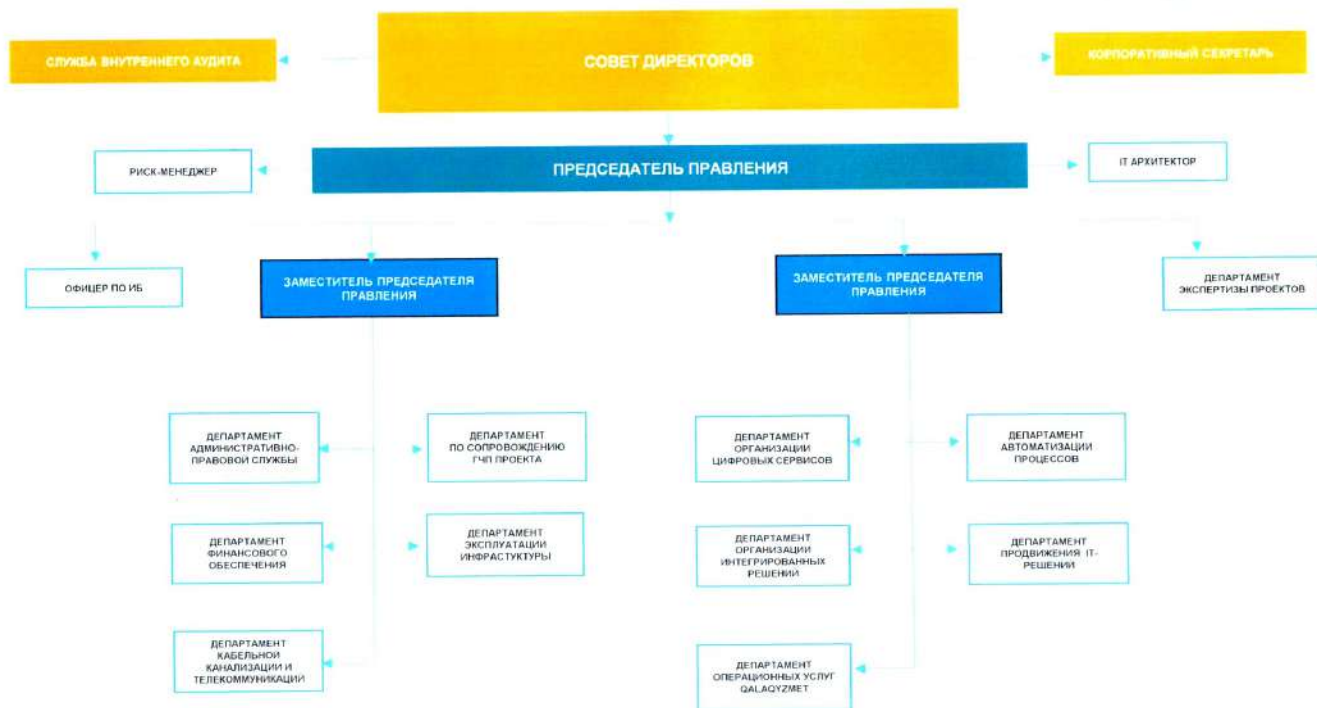 СЛУЖБА ВНУТРЕННЕГО АУДИТА
СОВЕТ ДИРЕКТОРОВ
КОРПОРАТИВНЫЙ СЕКРЕТАРЬ
РИСК-МЕНЕДЖЕР
ПРЕДСЕДАТЕЛЬ ПРАВЛЕНИЯ
IT АРХИТЕКТОР
ОФИЦЕР ПО ИБ
ЗАМЕСТИТЕЛЬ ПРЕДСЕДАТЕЛЯ
ПРАВЛЕНИЯ
ЗАМЕСТИТЕЛЬ ПРЕДСЕДАТЕЛЯ
ПРАВЛЕНИЯ
ДЕПАРТАМЕНТ
ЭКСПЕРТИЗЫ ПРОЕКТОВ
ДЕПАРТАМЕНТ
АДМИНИСТРАТИВНО-
ПРАВОВОЙ СЛУЖБЫ
ДЕПАРТАМЕНТ
ПО СОПРОВОЖДЕНИЮ
ГЧП ПРОЕКТА
ДЕПАРТАМЕНТ
ОРГАНИЗАЦИИ
ЦИФРОВЫХ СЕРВИСОВ
ДЕПАРТАМЕНТ
АВТОМАТИЗАЦИИ
ПРОЦЕССОВ
ДЕПАРТАМЕНТ
ФИНАНСОВОГО
ОБЕСПЕЧЕНИЯ
ДЕПАРТАМЕНТ
ЭКСПЛУАТАЦИИ
ИНФРАСТУКТУРЫ
ДЕПАРТАМЕНТ
ОРГАНИЗАЦИИ
ИНТЕГРИРОВАННЫХ
РЕШЕНИЙ
ДЕПАРТАМЕНТ
ПРОДВИЖЕНИЯ IT-
РЕШЕНИЙ
ДЕПАРТАМЕНТ
КАБЕЛЬНОЙ
КАНАЛИЗАЦИИ И
ТЕЛЕКОММУНИКАЦИИ
ДЕПАРТАМЕНТ
ОПЕРАЦИОННЫХ УСЛУГ
QALAQYZMET